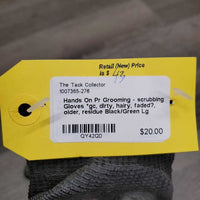 Retail (New) Price
is $ 43
The Tack Collector
1007365-276
Hands On Pr Grooming - scrubbing
Gloves *gc, dirty, hairy, faded?,
older, residue Black/Green Lg
QY42Q0
$20.00